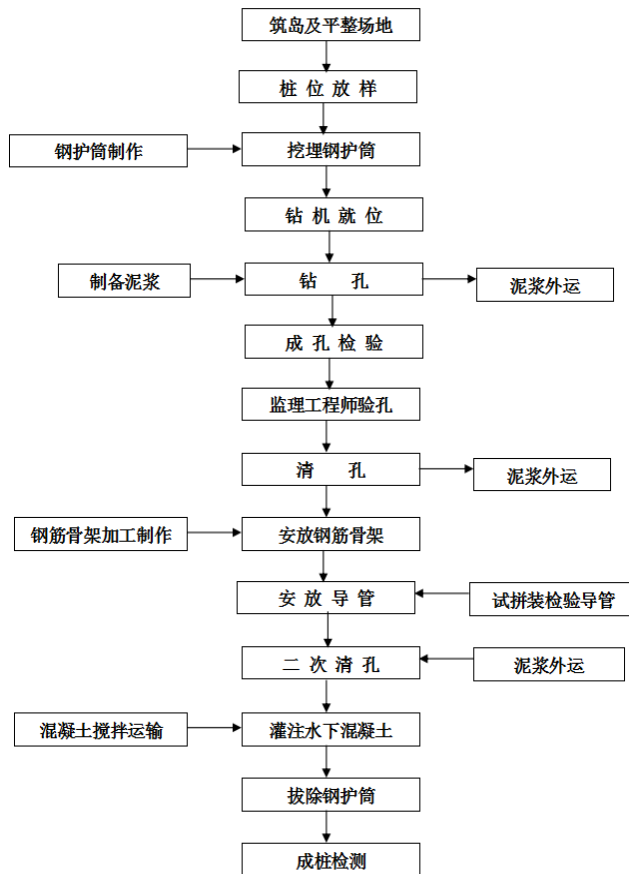 筑岛及平整场地
桩 位 放 样
钢护筒制作
挖埋钢护筒
钻 机 就 位
制备泥浆
钻 孔
泥浆外运
成 孔 检 验
监理工程师验孔
清 孔
泥浆外运
钢筋骨架加工制作
安放钢筋骨架
安 放 导 管
试拼装检验导管
二 次 清 孔
泥浆外运
混凝土搅拌运输
灌注水下混凝土
拔除钢护筒
成桩检测